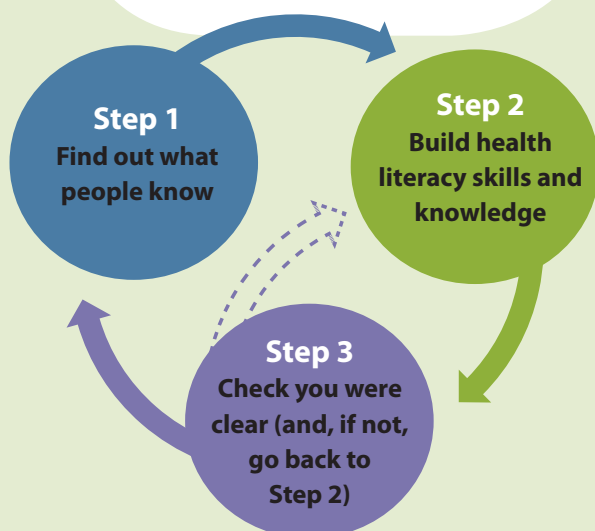 Step 1
Find out what
people know
Step 2
Build health
literacy skills and
knowledge
Step 3
Check you were
clear (and, if not,
go back to
Step 2)